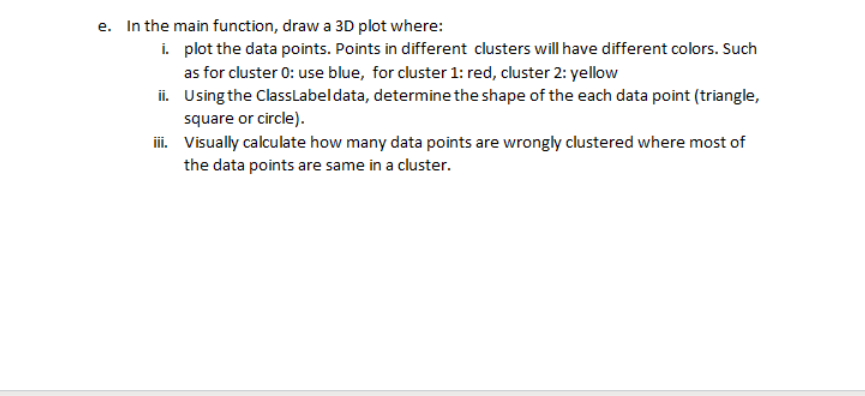 e. In the main function, draw a 3D plot where:
i. plot the data points. Points in different clusters will have different colors. Such
as for cluster 0: use blue, for cluster 1: red, cluster 2: yellow
ii. Using the ClassLabel data, determine the shape of the each data point (triangle,
square or circle).
iii. Visually calculate how many data points are wrongly clustered where most of
the data points are same in a cluster.